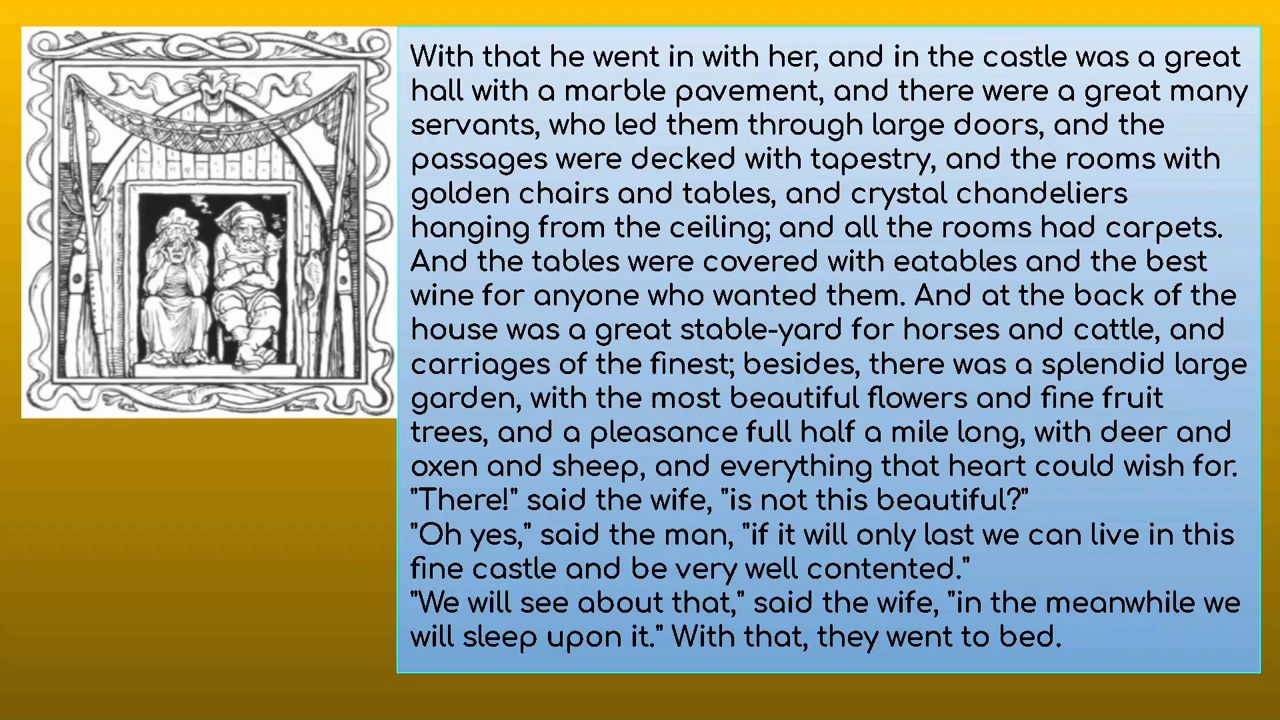 With that he went in with her, and in the castle was a great
hall with a marble pavement, and there were a great many
servants, who led them through large doors, and the
passages were decked with tapestry, and the rooms with
golden chairs and tables, and crystal chandeliers
hanging from the ceiling; and all the rooms had carpets.
And the tables were covered with eatables and the best
wine for anyone who wanted them. And at the back of the
house was a great stable-yard for horses and cattle, and
carriages of the finest; besides, there was a splendid large
garden, with the most beautiful flowers and fine fruit
trees, and a pleasance full half a mile long, with deer and
oxen and sheep, and everything that heart could wish for.
"There!" said the wife, "is not this beautiful?"
"Oh yes," said the man, "if it will only last we can live in this
fine castle and be very well contented."
"We will see about that," said the wife, "in the meanwhile we
will sleep upon it." With that, they went to bed.